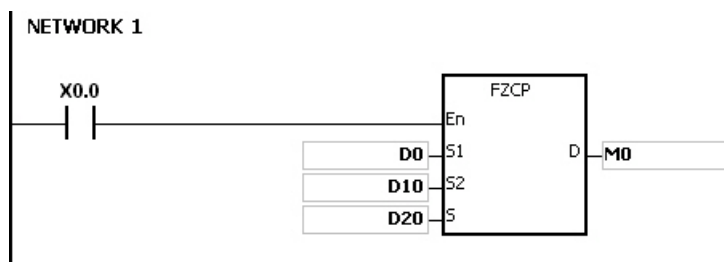 NETWORK 1
X0.0
FZCP
En
D0 S1 D M0
D10 S2
D20 S